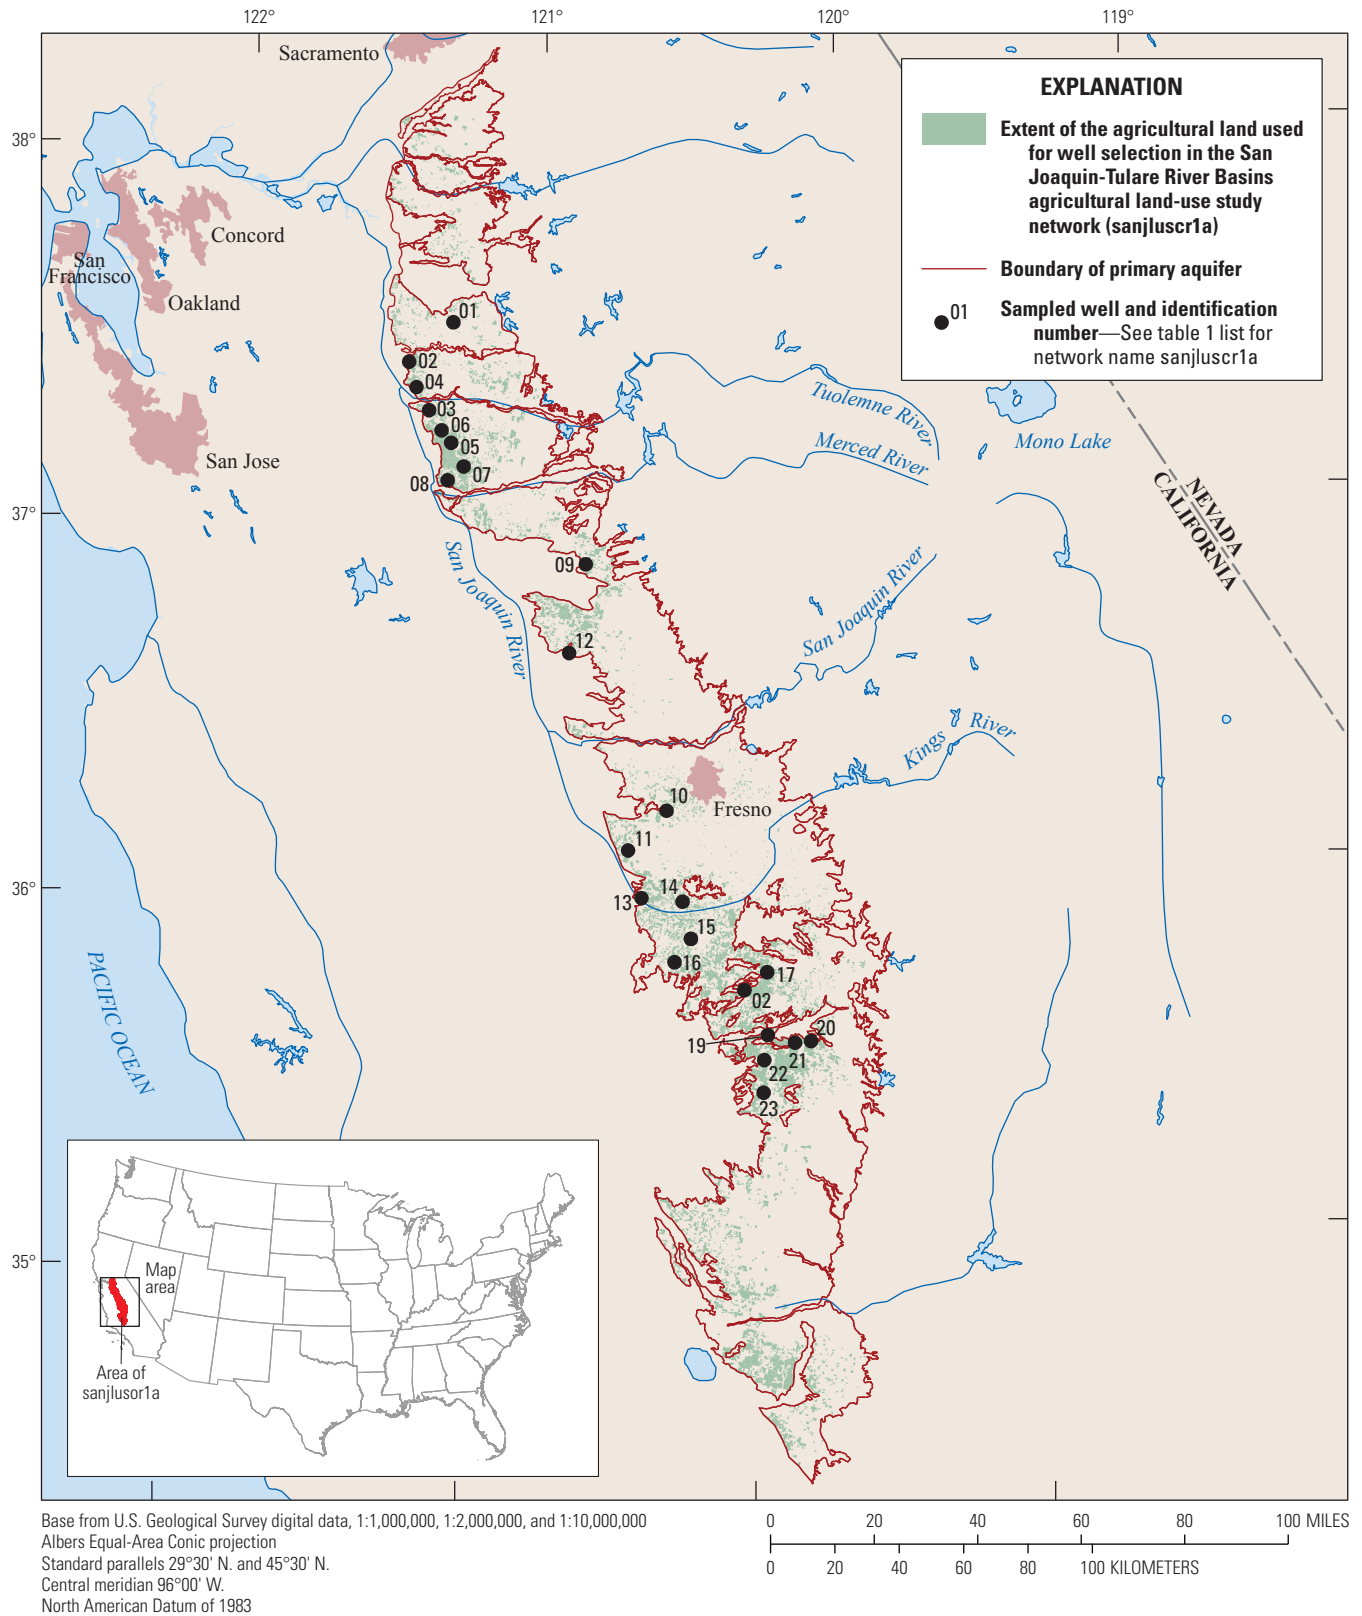 122°
121°
120°
119°
Sacramento
38°
Concord
San
Francisco
Oakland
San Jose
37°
36°
35°
EXPLANATION
Extent of the agricultural land used
for well selection in the San
Joaquin-Tulare River Basins
agricultural land-use study
network (sanjluscr1a)
Boundary of primary aquifer
01
Sampled well and identification
number—See table 1 list for
network name sanjluscr1a
01
02
04
03
06
05
07
08
09
12
10
11
13
14
15
16
17
02
19
20
21
22
23
Tuolemne River
Merced River
Mono Lake
NEVADA
CALIFORNIA
San Joaquin River
San Joaquin River
Kings River
Fresno
PACIFIC OCEAN
Map
area
Area of
sanjlusor1a
Base from U.S. Geological Survey digital data, 1:1,000,000, 1:2,000,000, and 1:10,000,000
Albers Equal-Area Conic projection
Standard parallels 29°30' N. and 45°30' N.
Central meridian 96°00' W.
North American Datum of 1983
0 20 40 60 80 100 MILES
0 20 40 60 80 100 KILOMETERS